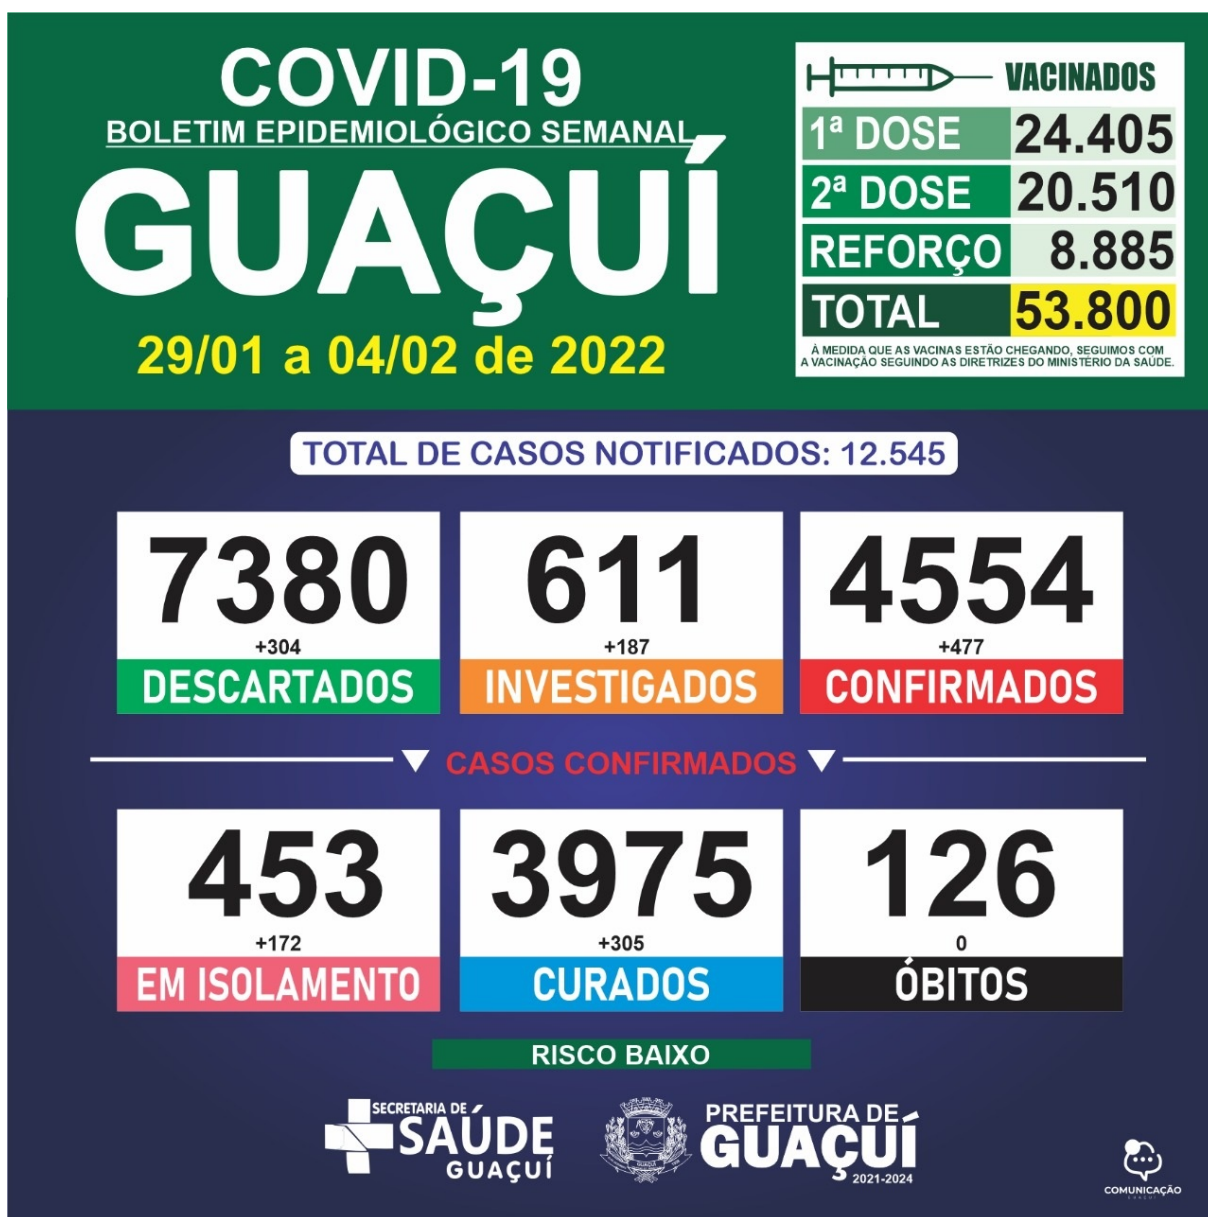 COVID-19
BOLETIM EPIDEMIOLÓGICO SEMANAL
GUAÇUÍ
29/01 a 04/02 de 2022
VACINADOS
1ª DOSE 24.405
2ª DOSE 20.510
REFORÇO 8.885
TOTAL 53.800
À MEDIDA QUE AS VACINAS ESTÃO CHEGANDO, SEGUIMOS COM
A VACINAÇÃO SEGUINDO AS DIRETRIZES DO MINISTÉRIO DA SAÚDE.
TOTAL DE CASOS NOTIFICADOS: 12.545
7380
+304
DESCARTADOS
611
+187
INVESTIGADOS
4554
+477
CONFIRMADOS
CASOS CONFIRMADOS
453
+172
EM ISOLAMENTO
3975
+305
CURADOS
126
0
ÓBITOS
RISCO BAIXO
SECRETARIA DE
SAÚDE
GUAÇUÍ
PREFEITURA DE
GUAÇUÍ
2021-2024
COMUNICAÇÃO